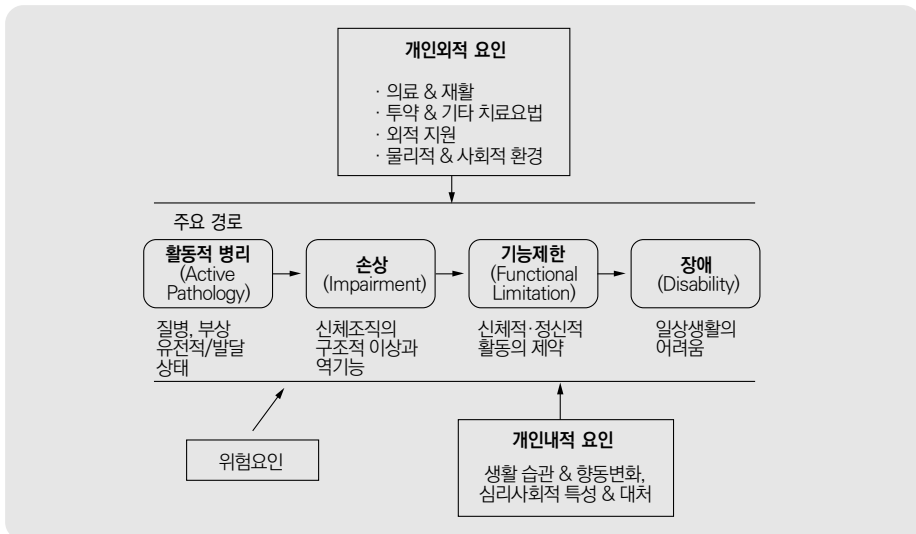 개인외적 요인
· 의료 & 재활
· 투약 & 기타 치료요법
· 외적 지원
· 물리적 & 사회적 환경
주요 경로
활동적 병리
(Active
Pathology)
손상
(Impairment)
기능제한
(Functional
Limitation)
장애
(Disability)
질병, 부상
유전적/발달
상태
신체조직의
구조적 이상과
역기능
신체적·정신적
활동의 제약
일상생활의
어려움
위험요인
개인내적 요인
생활 습관 & 향동변화,
심리사회적 특성 & 대처